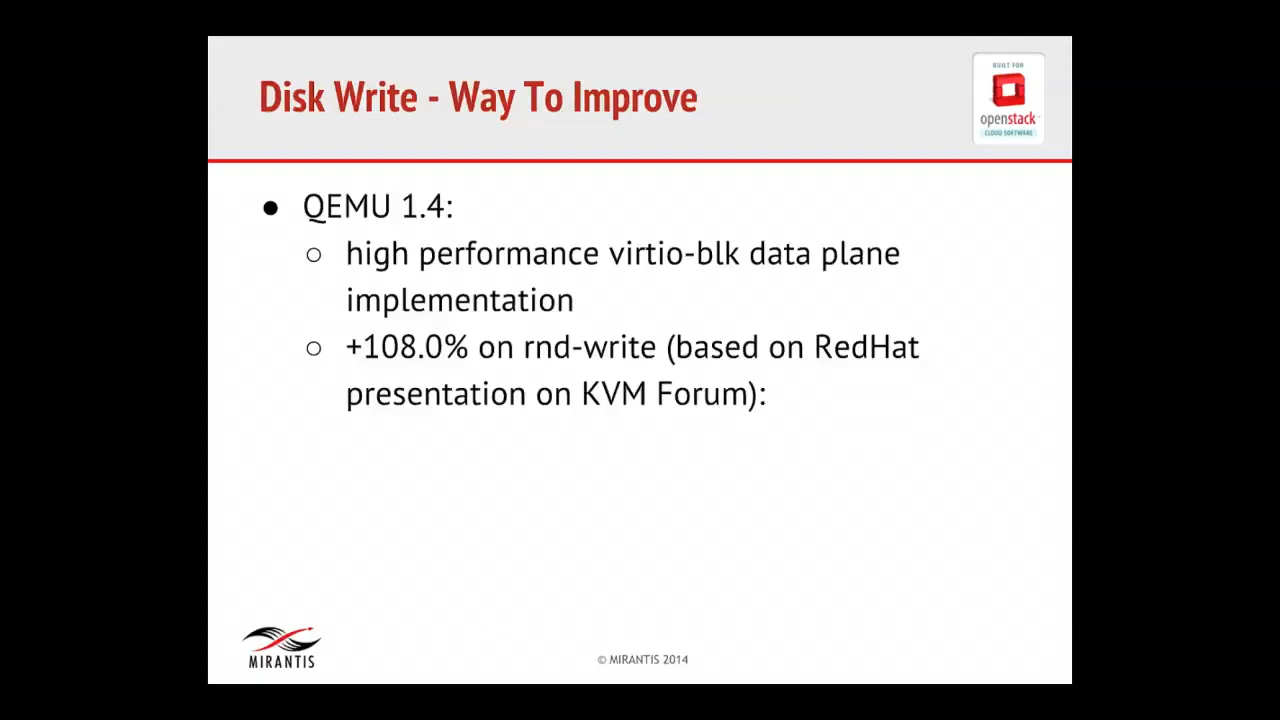 Disk Write - Way To Improve
BUILT FOR
openstack
CLOUD SOFTWARE
● QEMU 1.4:
○ high performance virtio-blk data plane
implementation
○ +108.0% on rnd-write (based on RedHat
presentation on KVM Forum):
MIRANTIS
© MIRANTIS 2014